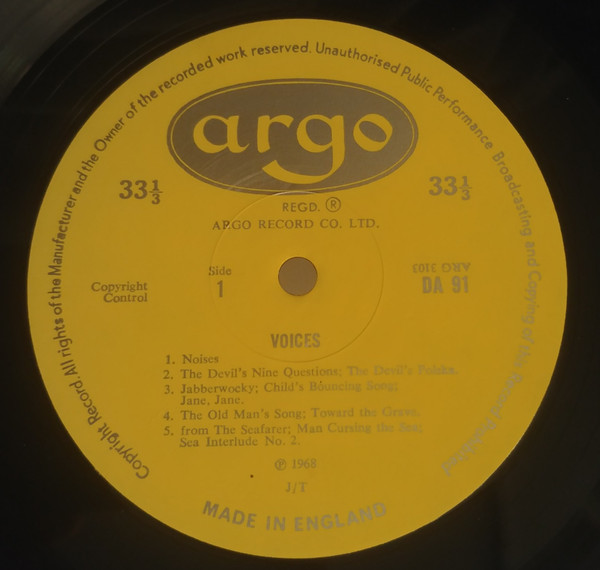 Copyright Record. All rights of the Manufacturer and the Owner of the recorded work reserved. Unauthorised Public Performance Broadcasting and Copying of this Record Prohibited
argo
33⅓
33⅓
REGD. ®
ARGO RECORD CO. LTD.
Copyright
Control
Side
1
ARG 3103
DA 91
VOICES
1. Noises
2. The Devil's Nine Questions; The Devil's Polska.
3. Jabberwocky; Child's Bouncing Song;
Jane, Jane.
4. The Old Man's Song; Toward the Grave.
5. from The Seafarer; Man Cursing the Sea;
Sea Interlude No. 2.
℗ 1968
J/T
MADE IN ENGLAND